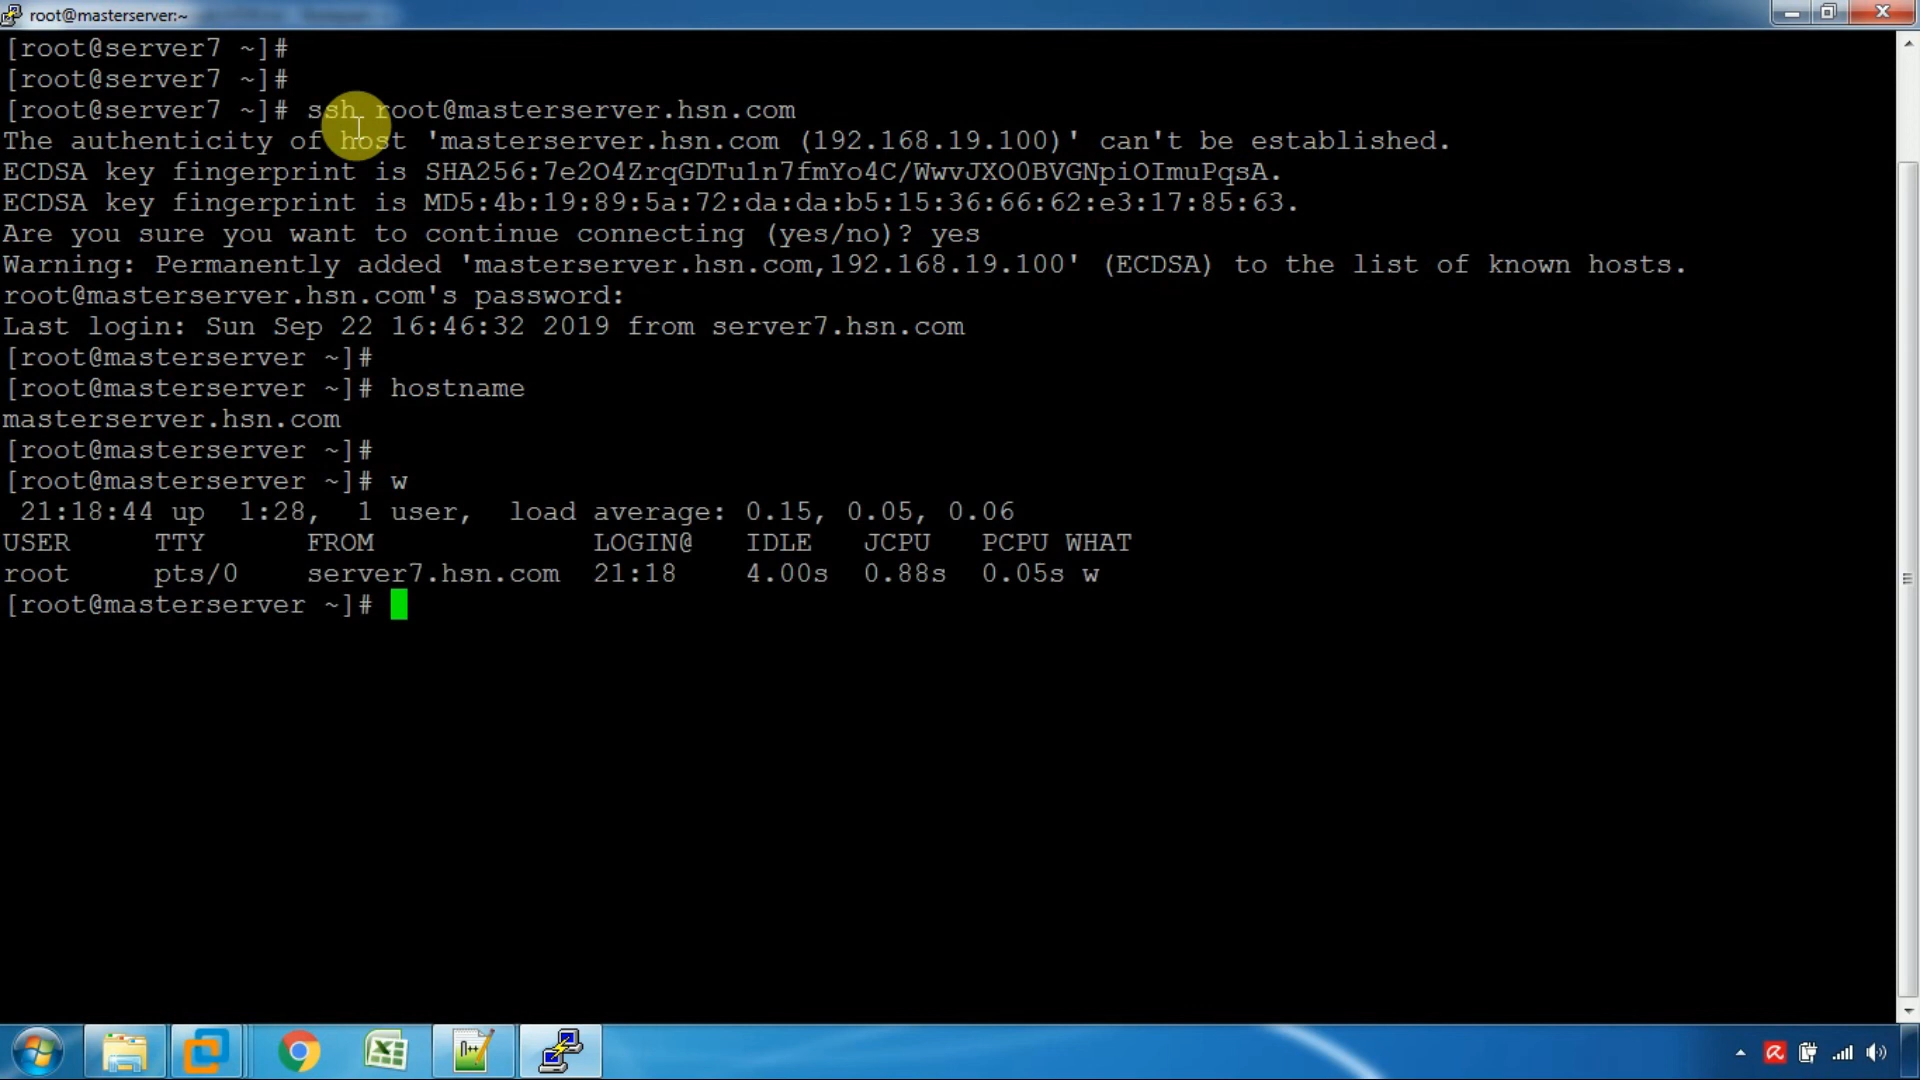 root@masterserver:~
[root@server7 ~]#
[root@server7 ~]#
[root@server7 ~]# ssh root@masterserver.hsn.com
The authenticity of host 'masterserver.hsn.com (192.168.19.100)' can't be established.
ECDSA key fingerprint is SHA256:7e2O4ZrqGDTu1n7fmYo4C/WwvJXO0BVGNpiOImuPqsA.
ECDSA key fingerprint is MD5:4b:19:89:5a:72:da:da:b5:15:36:66:62:e3:17:85:63.
Are you sure you want to continue connecting (yes/no)? yes
Warning: Permanently added 'masterserver.hsn.com,192.168.19.100' (ECDSA) to the list of known hosts.
root@masterserver.hsn.com's password:
Last login: Sun Sep 22 16:46:32 2019 from server7.hsn.com
[root@masterserver ~]#
[root@masterserver ~]# hostname
masterserver.hsn.com
[root@masterserver ~]#
[root@masterserver ~]# w
 21:18:44 up  1:28,  1 user,  load average: 0.15, 0.05, 0.06
USER     TTY      FROM             LOGIN@   IDLE   JCPU   PCPU WHAT
root     pts/0    server7.hsn.com  21:18    4.00s  0.88s  0.05s w
[root@masterserver ~]#